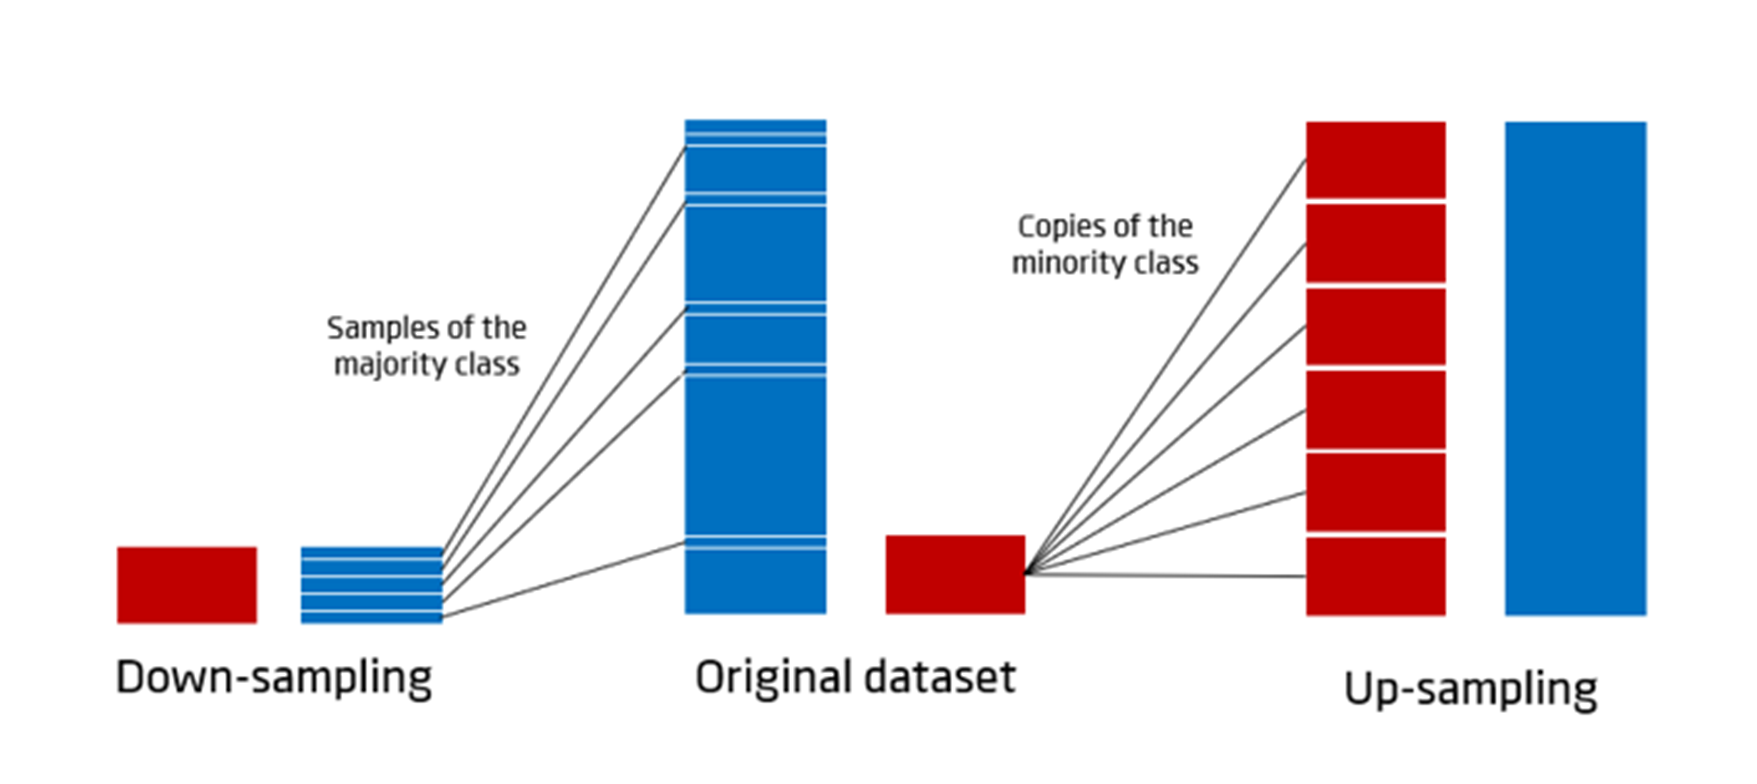 Samples of the
majority class
Copies of the
minority class
Down-sampling
Original dataset
Up-sampling